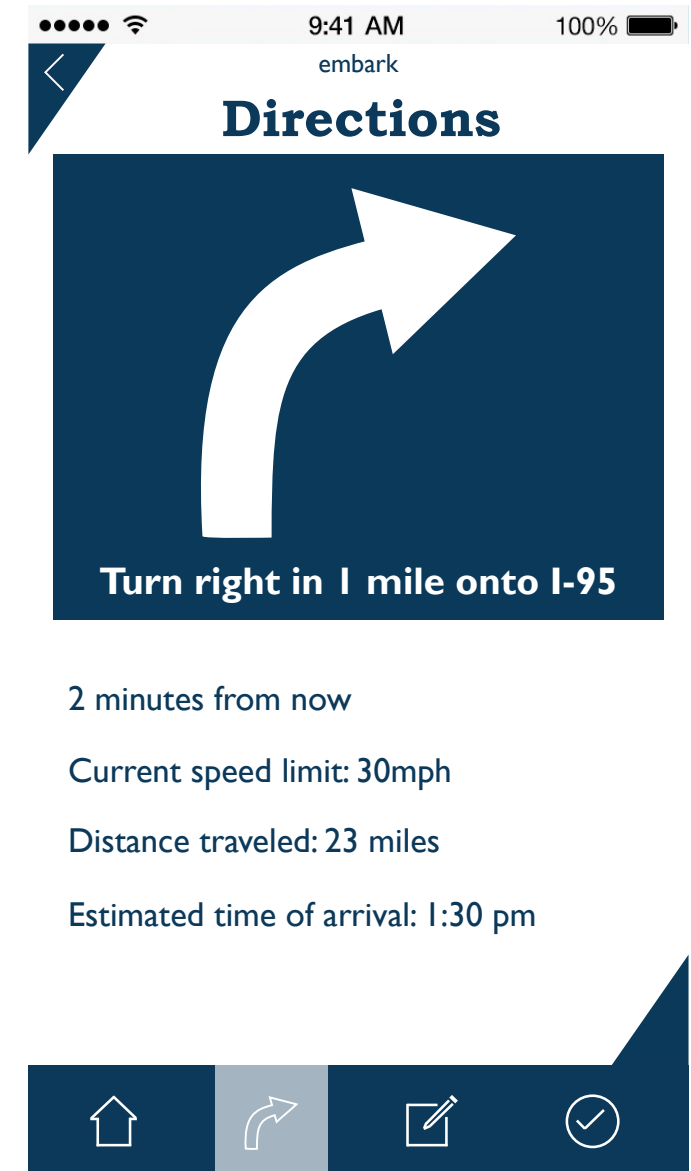 9:41 AM 100%
embark
Directions
Turn right in 1 mile onto I-95
2 minutes from now
Current speed limit: 30mph
Distance traveled: 23 miles
Estimated time of arrival: 1:30 pm